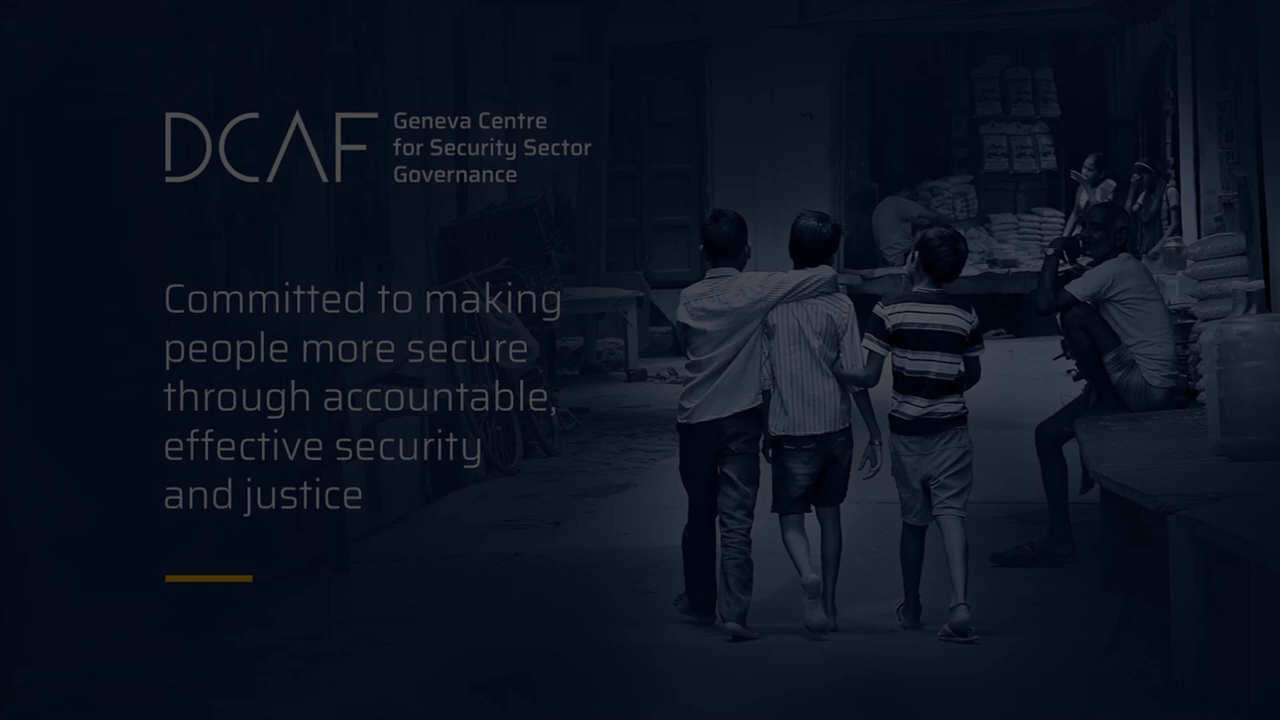 DCAF
Geneva Centre
for Security Sector
Governance
Committed to making
people more secure
through accountable,
effective security
and justice